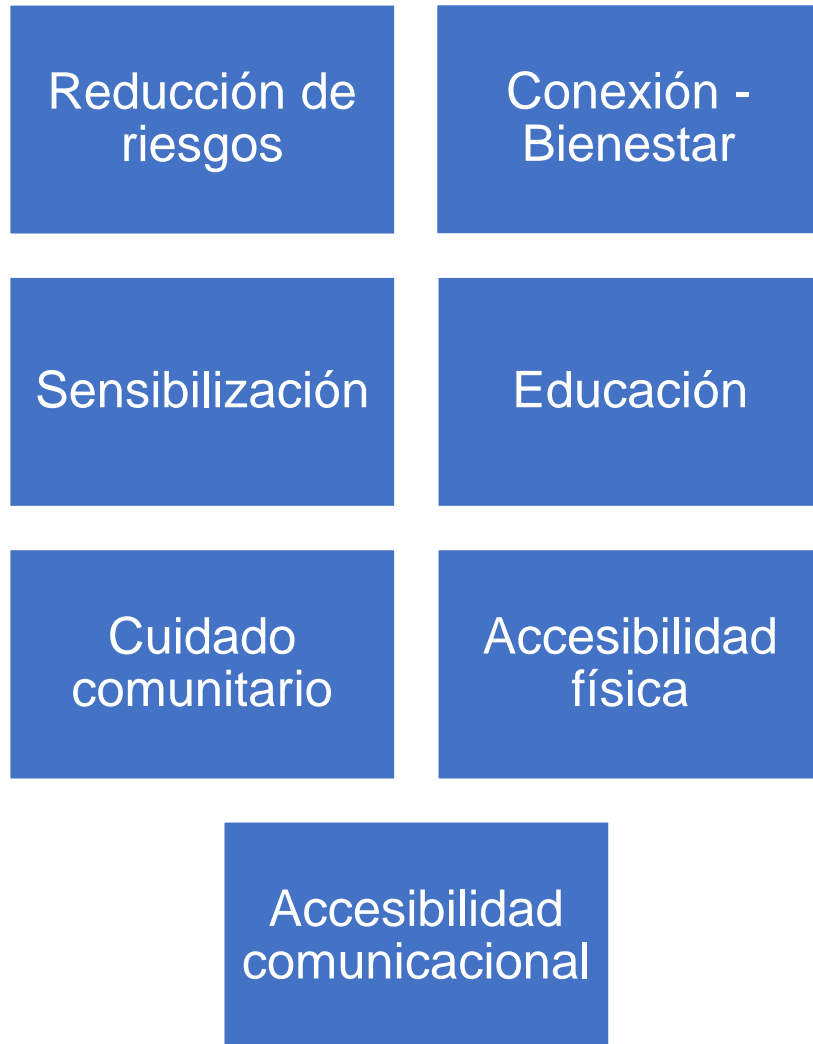 Reducción de
riesgos
Conexión -
Bienestar
Sensibilización
Educación
Cuidado
comunitario
Accesibilidad
física
Accesibilidad
comunicacional